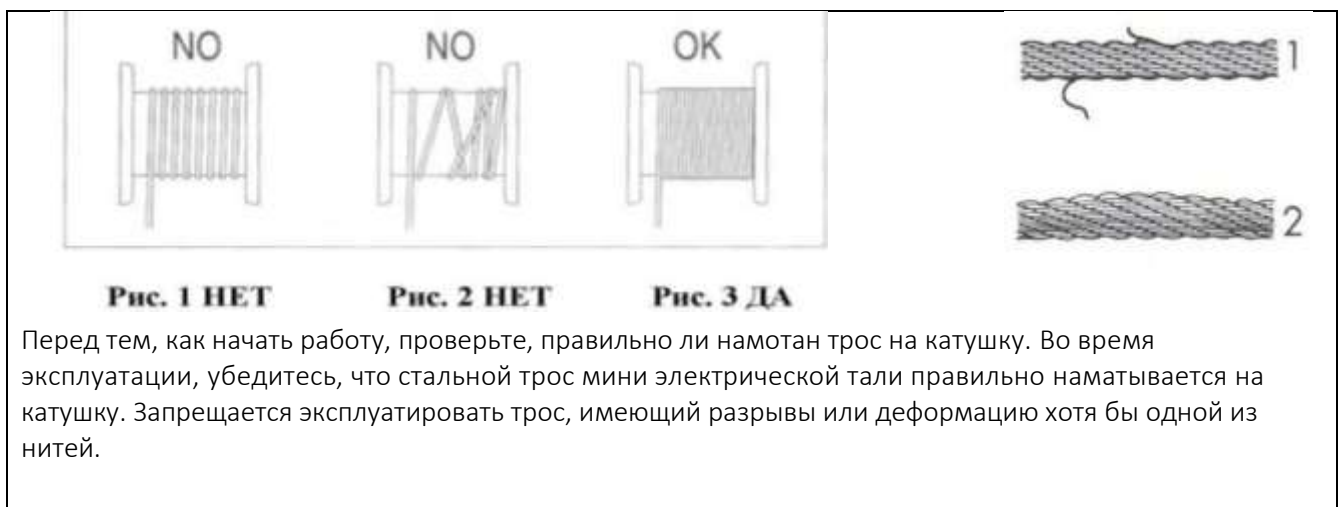 NO NO OK
1
2
Рис. 1 НЕТ Рис. 2 НЕТ Рис. 3 ДА
Перед тем, как начать работу, проверьте, правильно ли намотан трос на катушку. Во время
эксплуатации, убедитесь, что стальной трос мини электрической тали правильно наматывается на
катушку. Запрещается эксплуатировать трос, имеющий разрывы или деформацию хотя бы одной из
нитей.